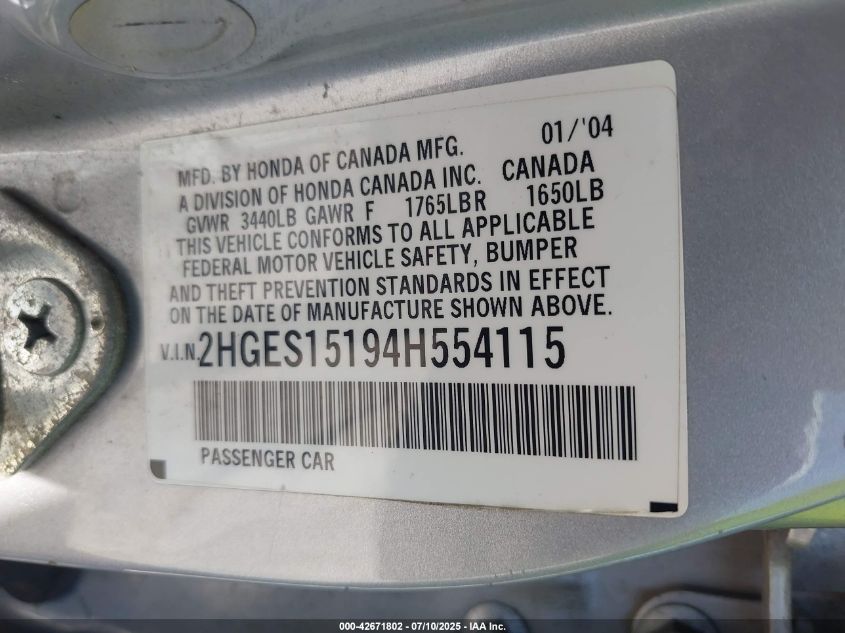 01/'04
MFD. BY HONDA OF CANADA MFG.
A DIVISION OF HONDA CANADA INC. CANADA
GVWR 3440LB GAWR F 1765LBR 1650LB
THIS VEHICLE CONFORMS TO ALL APPLICABLE
FEDERAL MOTOR VEHICLE SAFETY, BUMPER
AND THEFT PREVENTION STANDARDS IN EFFECT
ON THE DATE OF MANUFACTURE SHOWN ABOVE.
V.I.N. 2HGES15194H554115
PASSENGER CAR
000-42671802 - 07/10/2025 - IAA Inc.